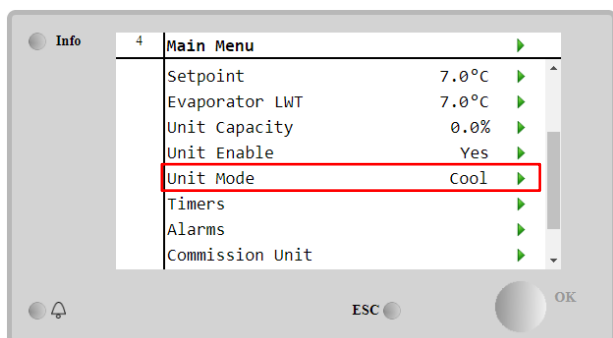 Info
4 Main Menu
Setpoint 7.0°C
Evaporator LWT 7.0°C
Unit Capacity 0.0%
Unit Enable Yes
Unit Mode Cool
Timers
Alarms
Commission Unit
ESC
OK